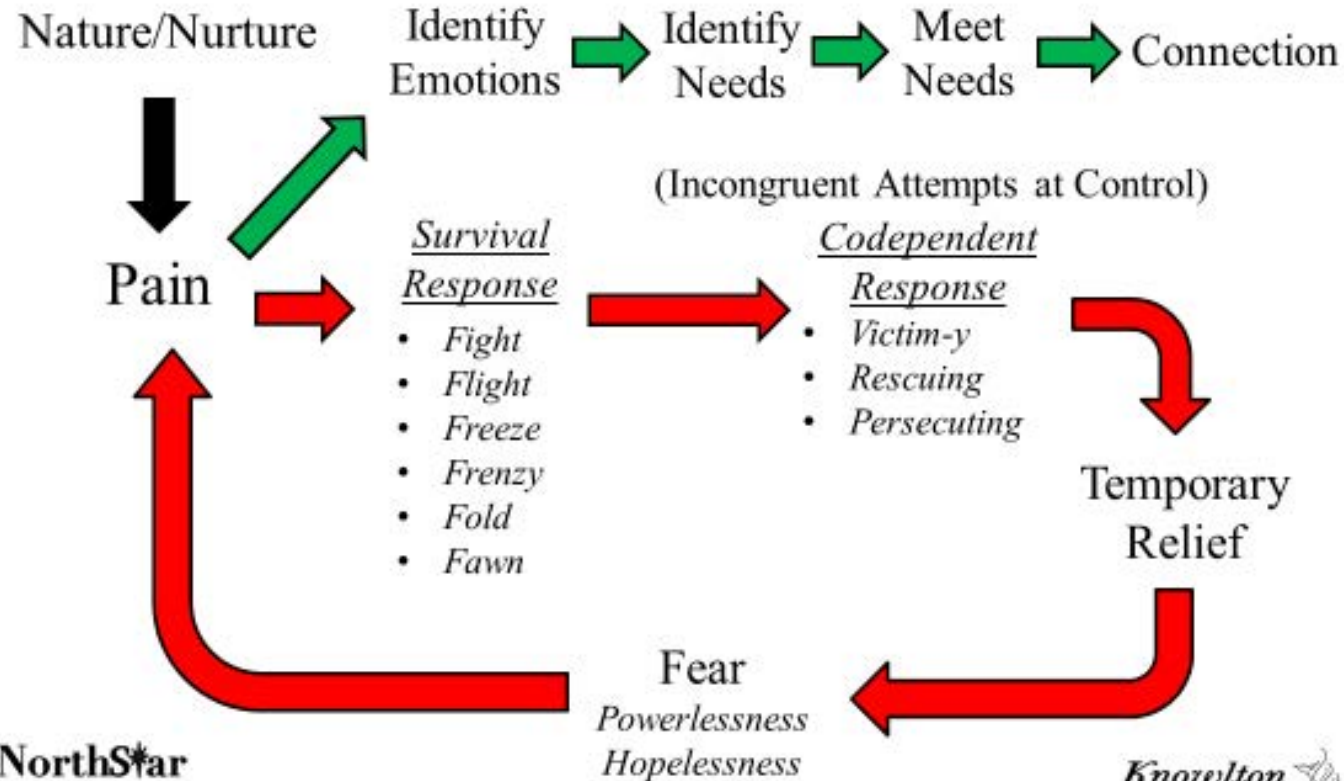 Nature/Nurture
Identify
Emotions
Identify
Needs
Meet
Needs
Connection
(Incongruent Attempts at Control)
Pain
Survival
Response
• Fight
• Flight
• Freeze
• Frenzy
• Fold
• Fawn
Codependent
Response
• Victim-y
• Rescuing
• Persecuting
Temporary
Relief
Fear
Powerlessness
Hopelessness
NorthStar
Knowlton